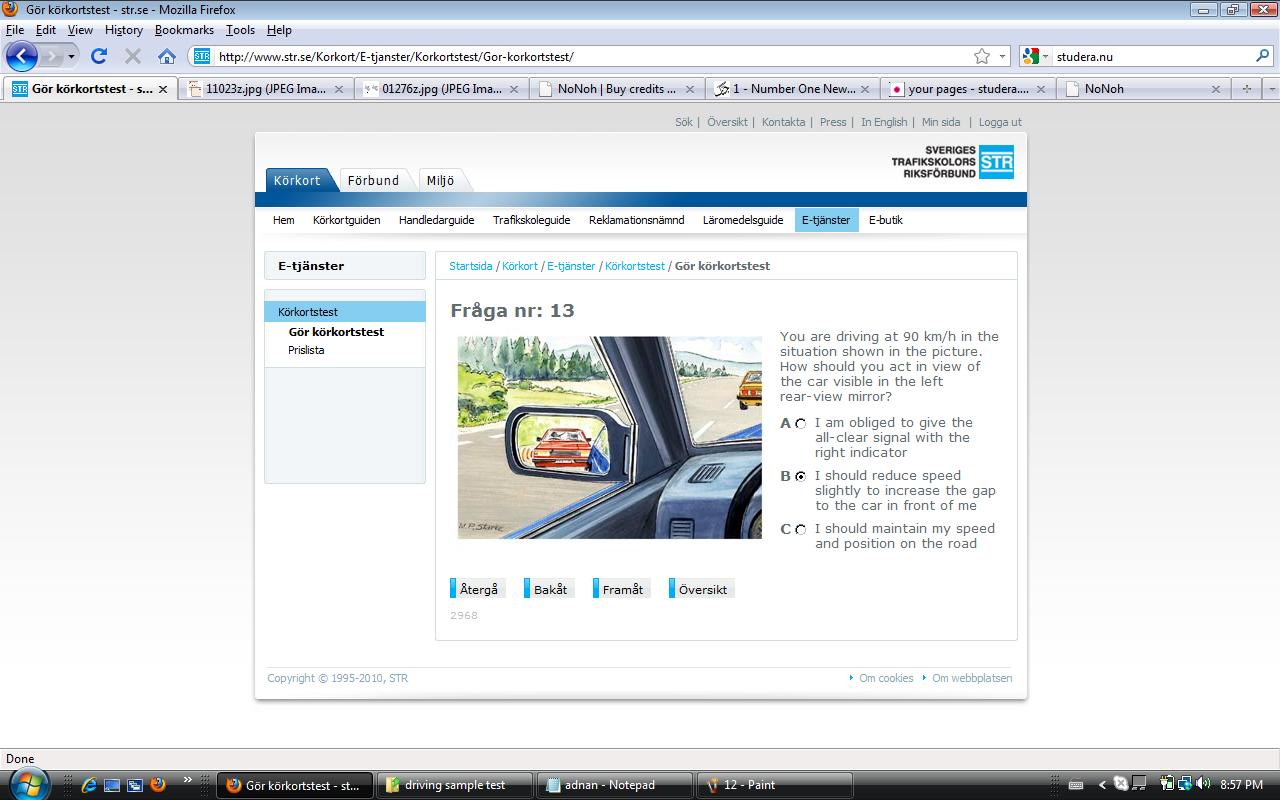 Gör körkortstest - str.se - Mozilla Firefox
File Edit View History Bookmarks Tools Help
http://www.str.se/Korkort/E-tjanster/Korkortstest/Gor-korkortstest/
studera.nu
Gör körkortstest - s...
11023z.jpg (JPEG Ima...
01276z.jpg (JPEG Ima...
NoNoh | Buy credits ...
1 - Number One New...
your pages - studera....
NoNoh
Sök | Översikt | Kontakta | Press | In English | Min sida | Logga ut
SVERIGES
TRAFIKSKOLORS
RIKSFÖRBUND
STR
Körkort Förbund Miljö
Hem Körkortguiden Handledarguide Trafikskoleguide Reklamationsnämnd Läromedelsguide E-tjänster E-butik
E-tjänster
Körkortstest
Gör körkortstest
Prislista
Startsida / Körkort / E-tjänster / Körkortstest / Gör körkortstest
Fråga nr: 13
You are driving at 90 km/h in the
situation shown in the picture.
How should you act in view of
the car visible in the left
rear-view mirror?
A I am obliged to give the
all-clear signal with the
right indicator
B I should reduce speed
slightly to increase the gap
to the car in front of me
C I should maintain my speed
and position on the road
Återgå Bakåt Framåt Översikt
2968
Copyright © 1995-2010, STR
Om cookies Om webbplatsen
Done
Gör körkortstest - st...
driving sample test
adnan - Notepad
12 - Paint
8:57 PM